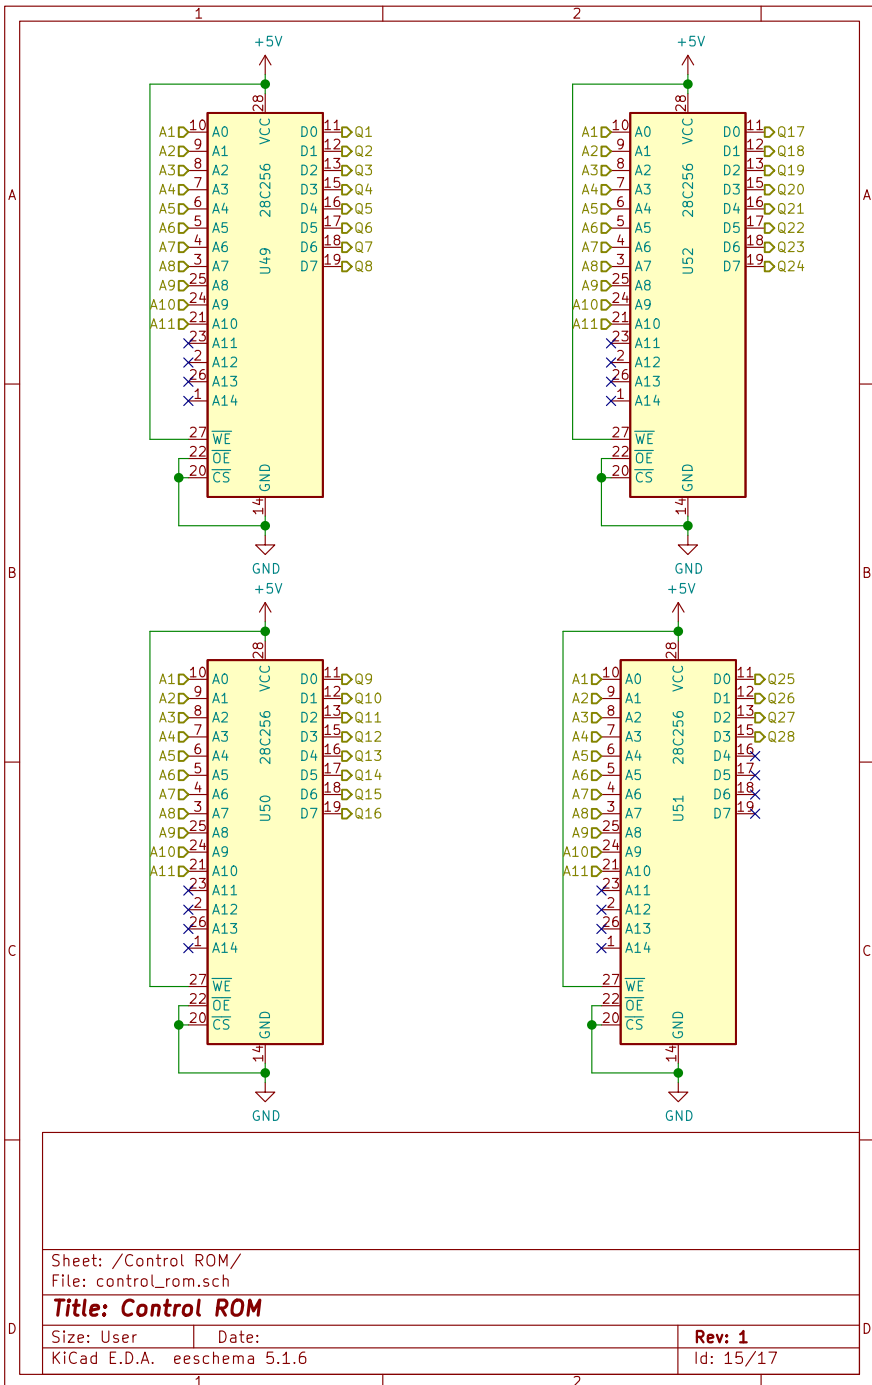 1 2
+5V +5V
28 28
A1 10 A0 VCC D0 11 Q1 A1 10 A0 VCC D0 11 Q17
A2 9 A1 D1 12 Q2 A2 9 A1 D1 12 Q18
A3 8 A2 28C256 D2 13 Q3 A3 8 A2 28C256 D2 13 Q19
A A4 7 A3 D3 15 Q4 A4 7 A3 D3 15 Q20 A
A5 6 A4 D4 16 Q5 A5 6 A4 D4 16 Q21
A6 5 A5 D5 17 Q6 A6 5 A5 D5 17 Q22
A7 4 A6 U49 D6 18 Q7 A7 4 A6 U52 D6 18 Q23
A8 3 A7 D7 19 Q8 A8 3 A7 D7 19 Q24
A9 25 A8 A9 25 A8
A10 24 A9 A10 24 A9
A11 21 A10 A11 21 A10
23 A11 23 A11
2 A12 2 A12
26 A13 26 A13
1 A14 1 A14
27 WE 27 WE
22 OE 22 OE
20 CS GND 20 CS GND
14 14
B GND GND B
+5V +5V
28 28
A1 10 A0 VCC D0 11 Q9 A1 10 A0 VCC D0 11 Q25
A2 9 A1 D1 12 Q10 A2 9 A1 D1 12 Q26
A3 8 A2 28C256 D2 13 Q11 A3 8 A2 28C256 D2 13 Q27
A4 7 A3 D3 15 Q12 A4 7 A3 D3 15 Q28
A5 6 A4 D4 16 Q13 A5 6 A4 D4 16
A6 5 A5 D5 17 Q14 A6 5 A5 D5 17
A7 4 A6 U50 D6 18 Q15 A7 4 A6 U51 D6 18
A8 3 A7 D7 19 Q16 A8 3 A7 D7 19
A9 25 A8 A9 25 A8
A10 24 A9 A10 24 A9
A11 21 A10 A11 21 A10
23 A11 23 A11
2 A12 2 A12
26 A13 26 A13
C 1 A14 1 A14 C
27 WE 27 WE
22 OE 22 OE
20 CS GND 20 CS GND
14 14
GND GND
Sheet: /Control ROM/
File: control_rom.sch
Title: Control ROM
D Size: User Date: Rev: 1 D
KiCad E.D.A. eeschema 5.1.6 Id: 15/17
1 2